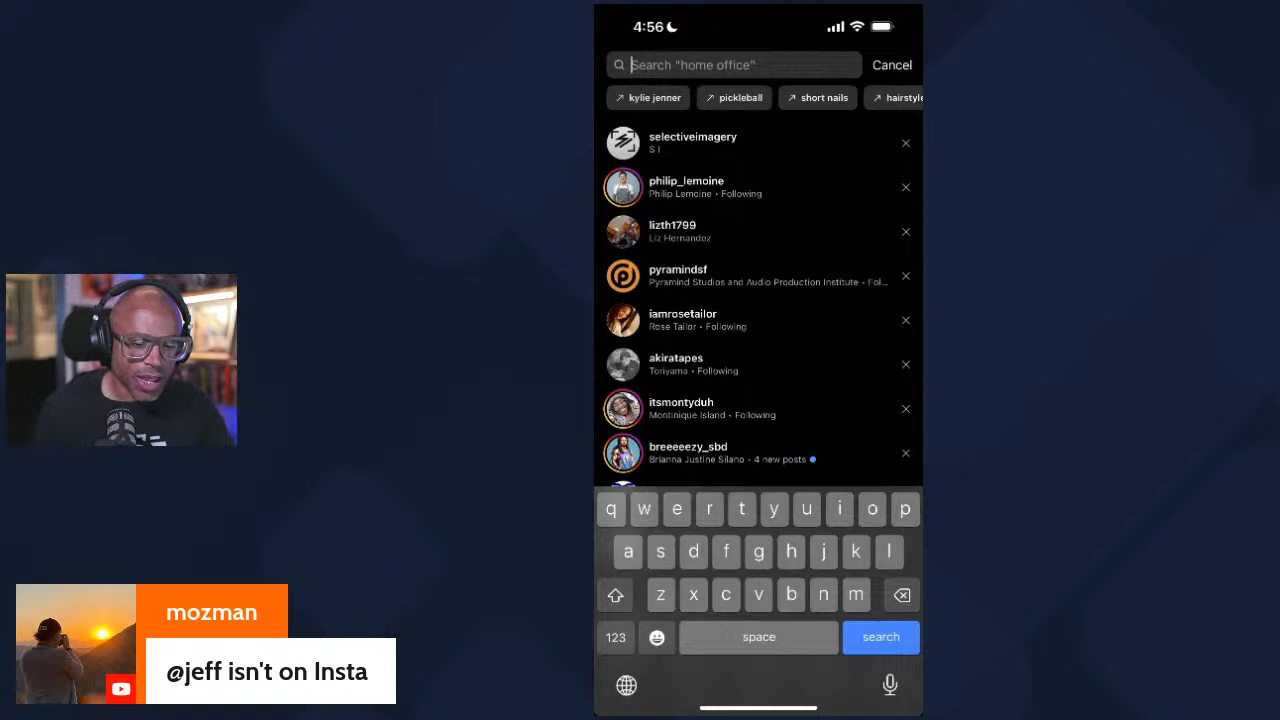 4:56
Search "home office"
Cancel
kylie jenner
pickleball
short nails
hairstyle
selectiveimagery
S I
philip_lemoine
Philip Lemoine • Following
lizth1799
Liz Hernandez
pyramindsf
Pyramind Studios and Audio Production Institute • Fol...
iamrosetailor
Rose Tailor • Following
akiratapes
Toriyama • Following
itsmontyduh
Montinique Island • Following
breeeeezy_sbd
Brianna Justine Silano • 4 new posts
q w e r t y u i o p
a s d f g h j k l
z x c v b n m
123
space
search
mozman
@jeff isn't on Insta